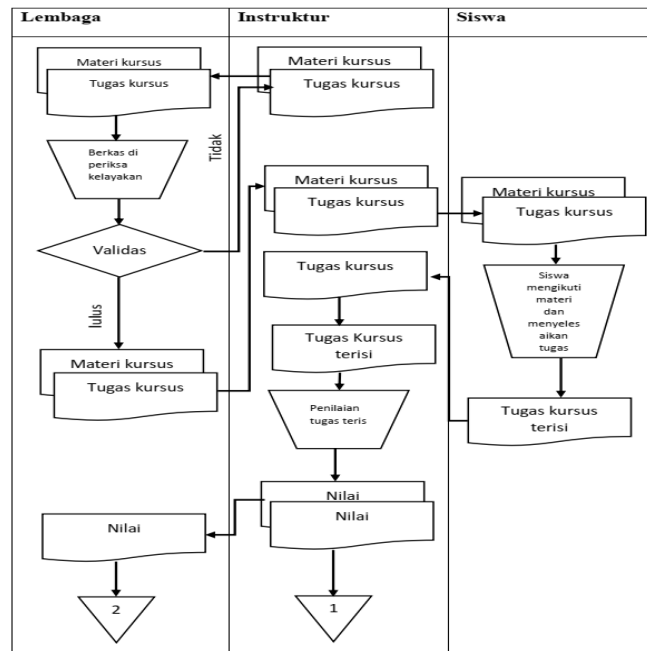 Lembaga
Instruktur
Siswa
Materi kursus
Tugas kursus
Materi kursus
Tugas kursus
Berkas di
periksa
kelayakan
Tidak
Validas
lulus
Materi kursus
Tugas kursus
Materi kursus
Tugas kursus
Materi kursus
Tugas kursus
Siswa
mengikuti
materi
dan
menyeles
aikan
tugas
Tugas kursus
terisi
Tugas kursus
Tugas Kursus
terisi
Penilaian
tugas teris
Nilai
Nilai
Nilai
2
1